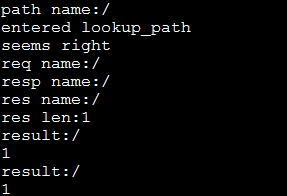 path name:/
entered lookup_path
seems right
req name:/
resp name:/
res name:/
res len:1
result:/
1
result:/
1